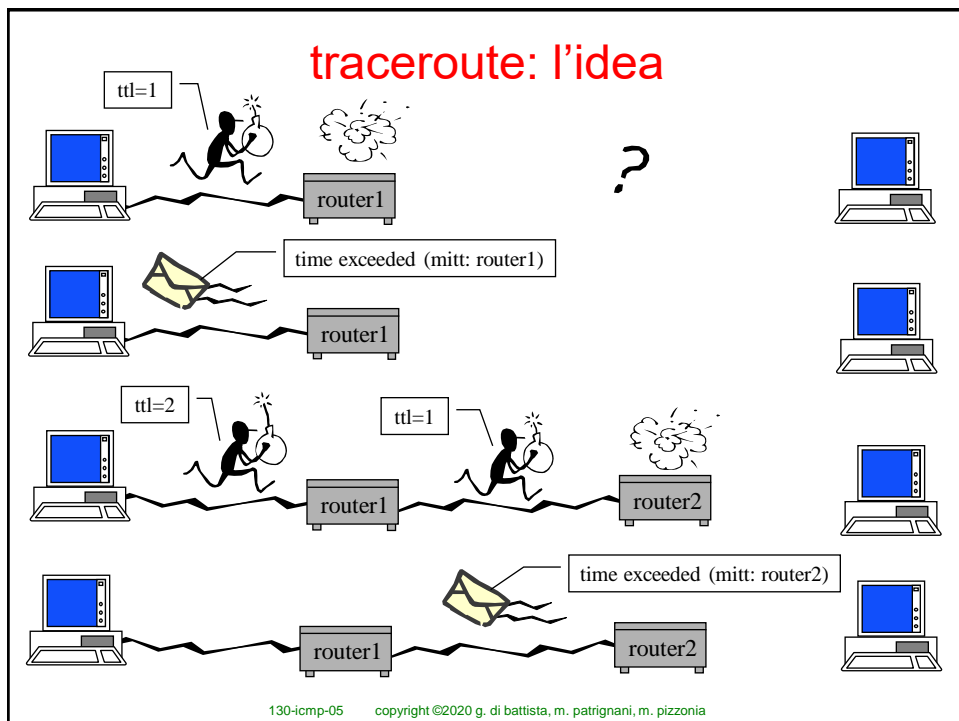 traceroute: l'idea
ttl=1
router1
?
time exceeded (mitt: router1)
router1
ttl=2
ttl=1
router1
router2
time exceeded (mitt: router2)
router1
router2
130-icmp-05 copyright ©2020 g. di battista, m. patrignani, m. pizzonia